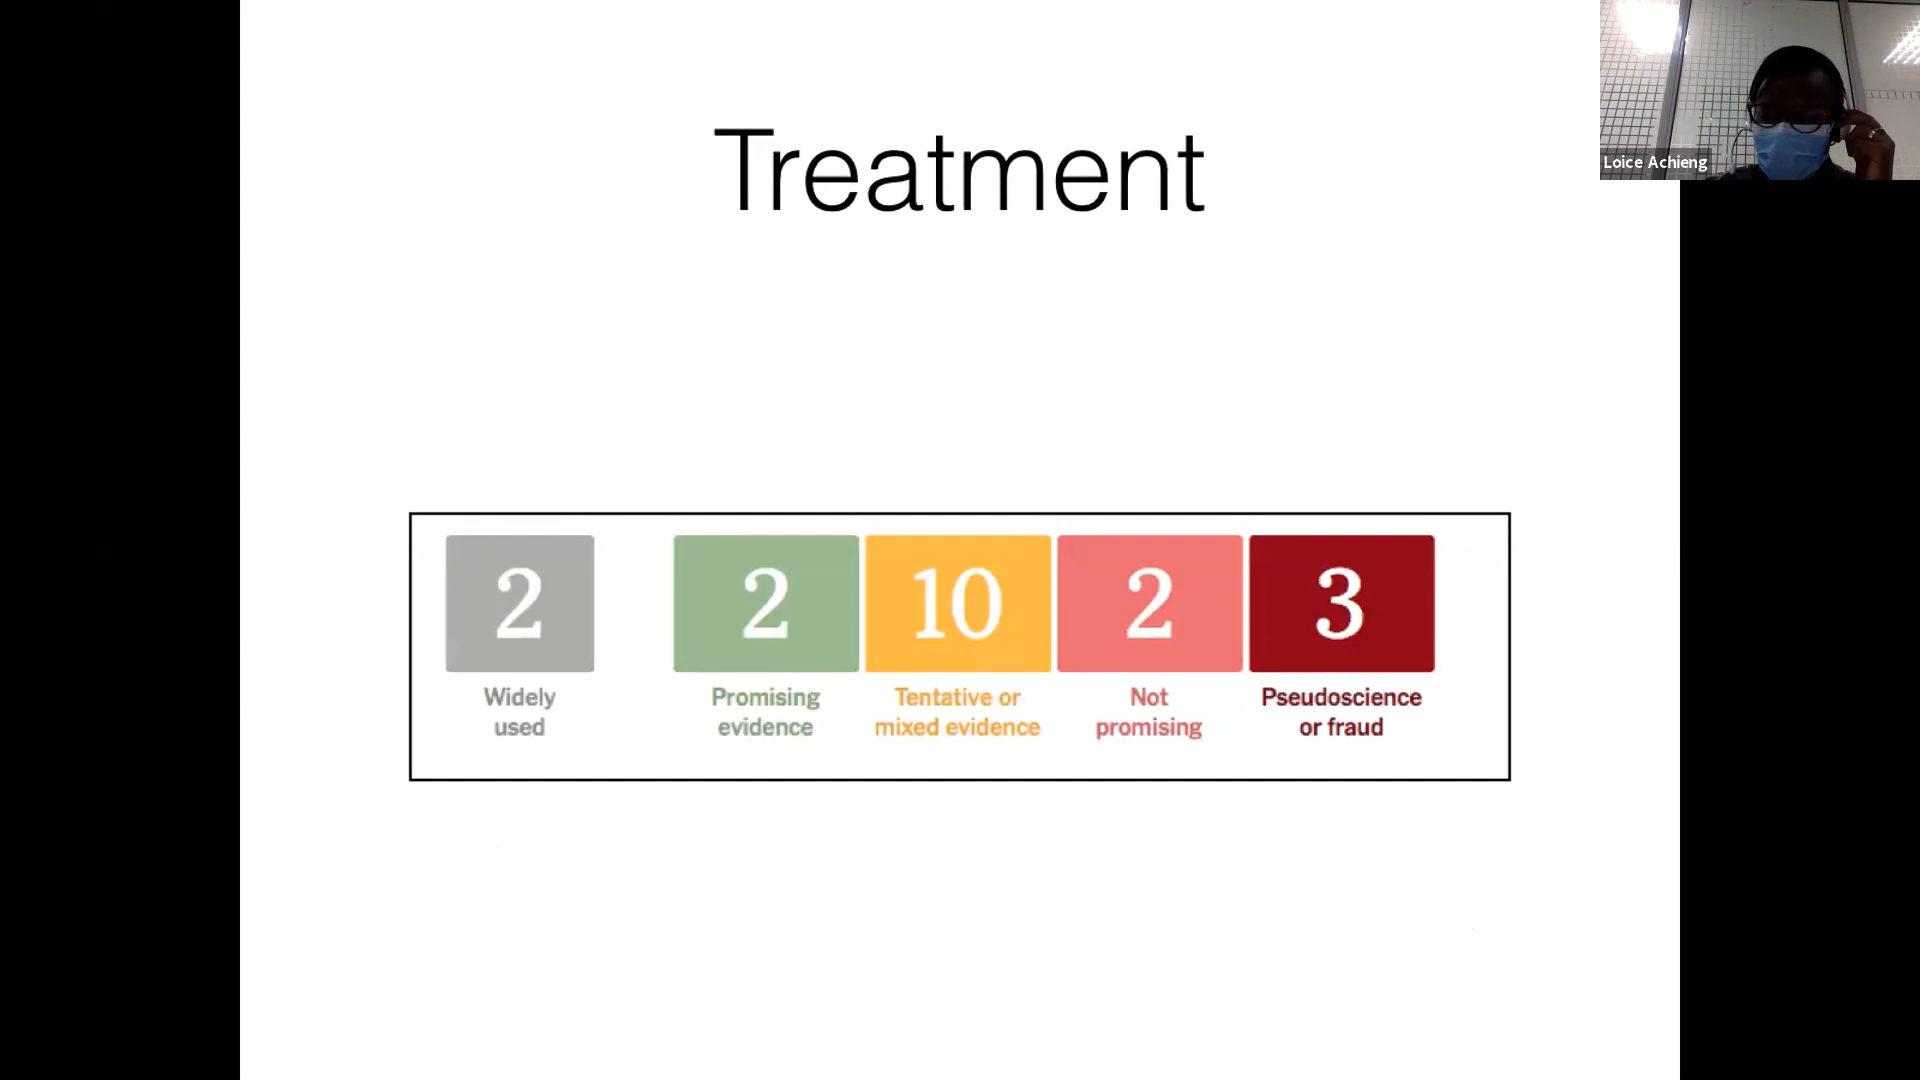 Treatment
Loice Achieng
2
2
10
2
3
Widely
used
Promising
evidence
Tentative or
mixed evidence
Not
promising
Pseudoscience
or fraud